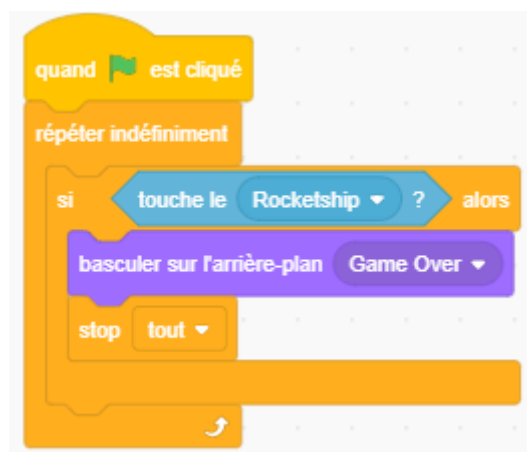 quand est cliqué
répéter indéfiniment
si touche le Rocketship ? alors
basculer sur l'arrière-plan Game Over
stop tout